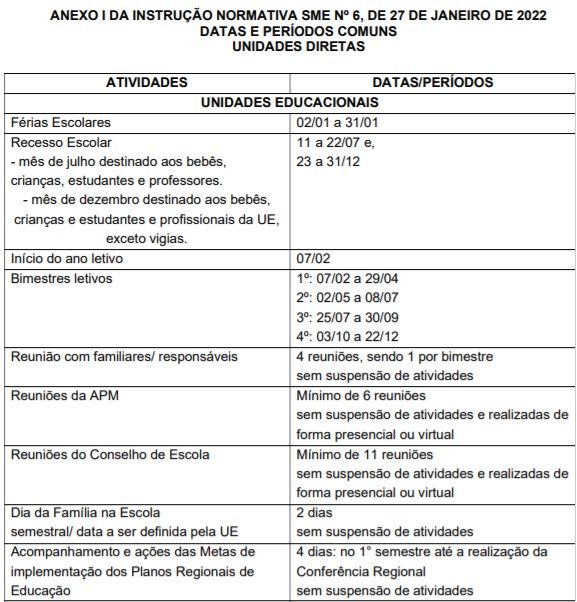 ANEXO I DA INSTRUÇÃO NORMATIVA SME Nº 6, DE 27 DE JANEIRO DE 2022
DATAS E PERÍODOS COMUNS
UNIDADES DIRETAS
ATIVIDADES DATAS/PERÍODOS
UNIDADES EDUCACIONAIS
Férias Escolares 02/01 a 31/01
Recesso Escolar 11 a 22/07 e,
- mês de julho destinado aos bebês, 23 a 31/12
crianças, estudantes e professores.
- mês de dezembro destinado aos bebês,
crianças e estudantes e profissionais da UE,
exceto vigias.
Início do ano letivo 07/02
Bimestres letivos 1º: 07/02 a 29/04
2º: 02/05 a 08/07
3º: 25/07 a 30/09
4º: 03/10 a 22/12
Reunião com familiares/ responsáveis 4 reuniões, sendo 1 por bimestre
sem suspensão de atividades
Reuniões da APM Mínimo de 6 reuniões
sem suspensão de atividades e realizadas de
forma presencial ou virtual
Reuniões do Conselho de Escola Mínimo de 11 reuniões
sem suspensão de atividades e realizadas de
forma presencial ou virtual
Dia da Família na Escola 2 dias
semestral/ data a ser definida pela UE sem suspensão de atividades
Acompanhamento e ações das Metas de 4 dias: no 1° semestre até a realização da
implementação dos Planos Regionais de Conferência Regional
Educação sem suspensão de atividades